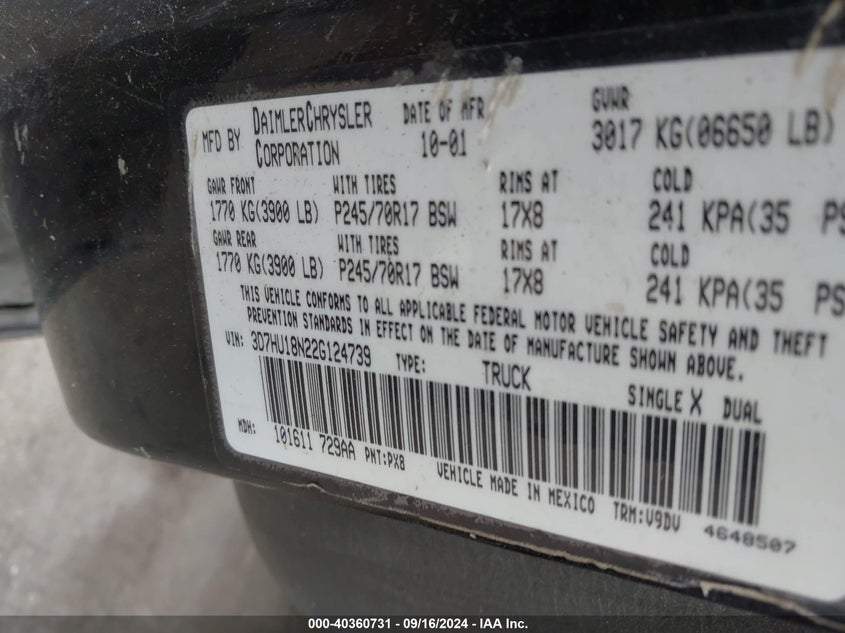 MFD BY DAIMLERCHRYSLER CORPORATION
DATE OF MFR 10-01
GVWR 3017 KG(06650 LB)
GAWR FRONT WITH TIRES RIMS AT COLD
1770 KG(3900 LB) P245/70R17 BSW 17X8 241 KPA(35 PS
GAWR REAR WITH TIRES RIMS AT COLD
1770 KG(3900 LB) P245/70R17 BSW 17X8 241 KPA(35 PS
THIS VEHICLE CONFORMS TO ALL APPLICABLE FEDERAL MOTOR VEHICLE SAFETY AND THEFT
PREVENTION STANDARDS IN EFFECT ON THE DATE OF MANUFACTURE SHOWN ABOVE.
VIN: 3D7HU18N22G124739 TYPE: TRUCK SINGLE X DUAL
MDH: 101611 729AA PNT:PX8 VEHICLE MADE IN MEXICO TRM:V9DV 4648507
000-40360731 - 09/16/2024 - IAA Inc.